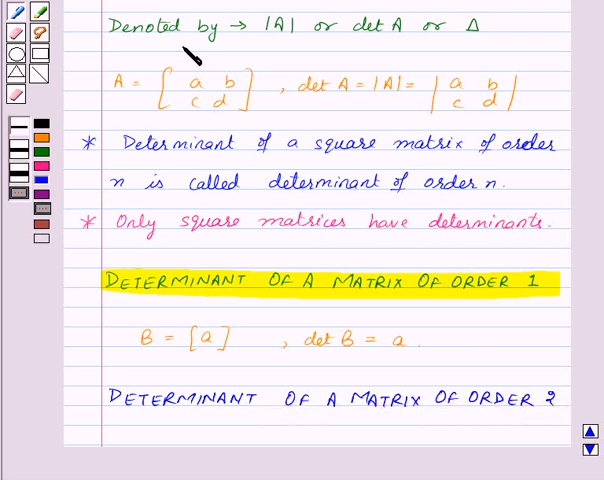 Denoted by → |A| or det A or Δ
A = [ a b ; c d ] , det A = |A| = | a b ; c d |
* Determinant of a square matrix of order
n is called determinant of order n.
* Only square matrices have determinants.
DETERMINANT OF A MATRIX OF ORDER 1
B = [a] , det B = a.
DETERMINANT OF A MATRIX OF ORDER 2